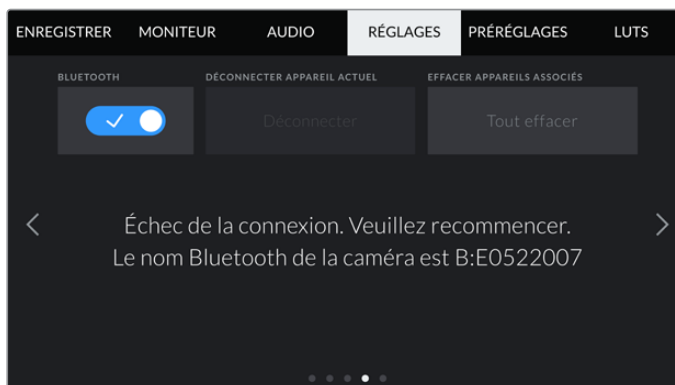 ENREGISTRER MONITEUR AUDIO RÉGLAGES PRÉRÉGLAGES LUTS
BLUETOOTH DÉCONNECTER APPAREIL ACTUEL EFFACER APPAREILS ASSOCIÉS
Déconnecter Tout effacer
Échec de la connexion. Veuillez recommencer.
Le nom Bluetooth de la caméra est B:E0522007